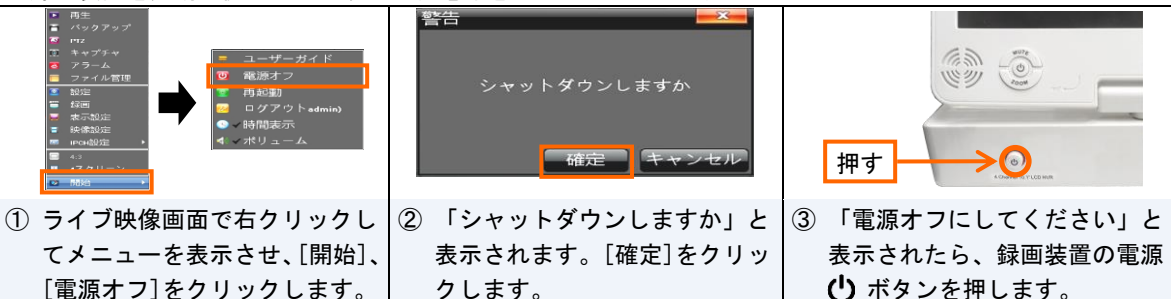 再生
バックアップ
PTZ
キャプチャ
アラーム
ファイル管理
設定
録画
表示設定
映像設定
IPCH設定
開始
ユーザーガイド
電源オフ
再起動
ログアウトadmin)
時間表示
ボリューム
① ライブ映像画面で右クリックし
てメニューを表示させ、[開始]、
[電源オフ]をクリックします。
警告
シャットダウンしますか
確定 キャンセル
② 「シャットダウンしますか」と
表示されます。[確定]をクリッ
クします。
MUTE
ZOOM
押す
③ 「電源オフにしてください」と
表示されたら、録画装置の電源
ボタンを押します。